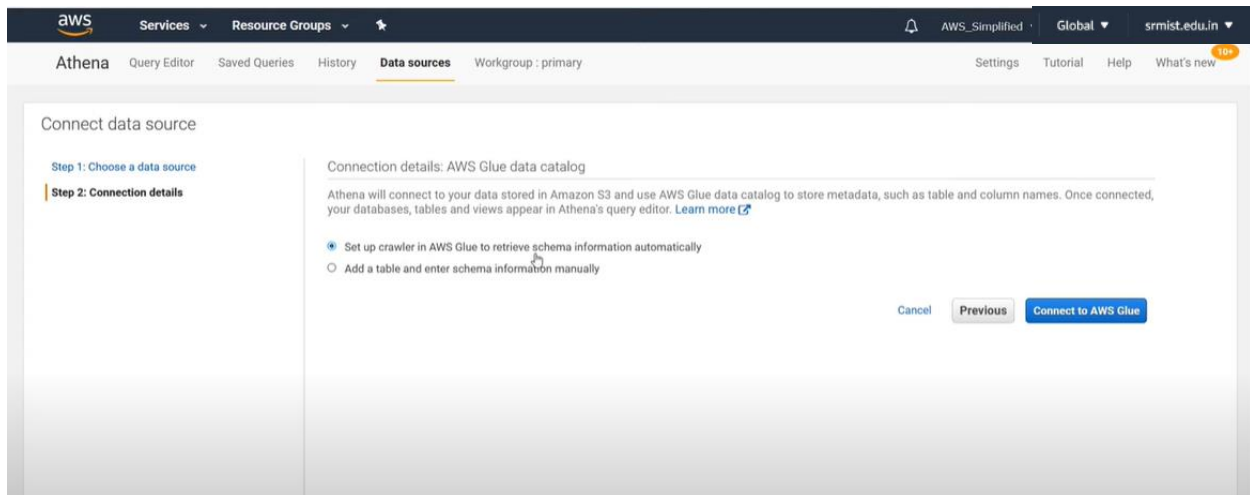 aws Services Resource Groups AWS_Simplified Global srmist.edu.in
Athena Query Editor Saved Queries History Data sources Workgroup : primary Settings Tutorial Help What's new 10+
Connect data source
Step 1: Choose a data source
Step 2: Connection details
Connection details: AWS Glue data catalog
Athena will connect to your data stored in Amazon S3 and use AWS Glue data catalog to store metadata, such as table and column names. Once connected,
your databases, tables and views appear in Athena's query editor. Learn more
Set up crawler in AWS Glue to retrieve schema information automatically
Add a table and enter schema information manually
Cancel Previous Connect to AWS Glue